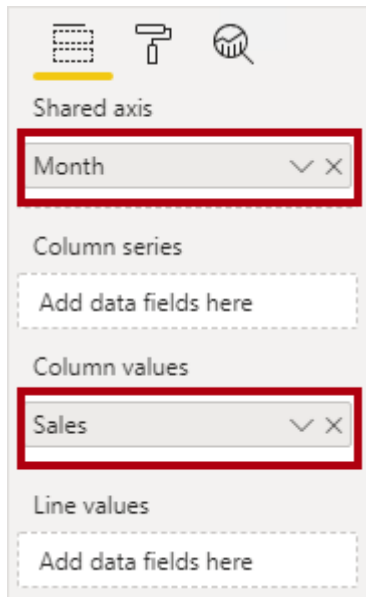 Shared axis
Month
Column series
Add data fields here
Column values
Sales
Line values
Add data fields here